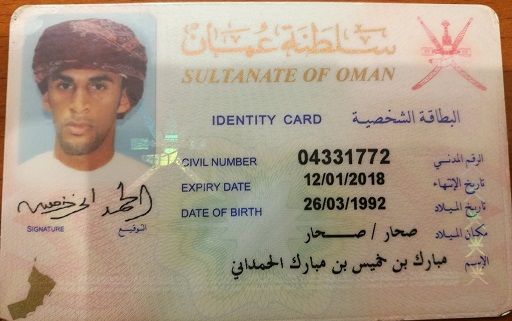 سلطنة عمان
SULTANATE OF OMAN
IDENTITY CARD البطاقة الشخصية
CIVIL NUMBER 04331772 الرقم المدني
EXPIRY DATE 12/01/2018 تاريخ الإنتهاء
DATE OF BIRTH 26/03/1992 تاريخ الميلاد
صحار / صحار مكان الميلاد
مبارك بن خميس بن مبارك الحمداني الإسم
SIGNATURE التوقيع